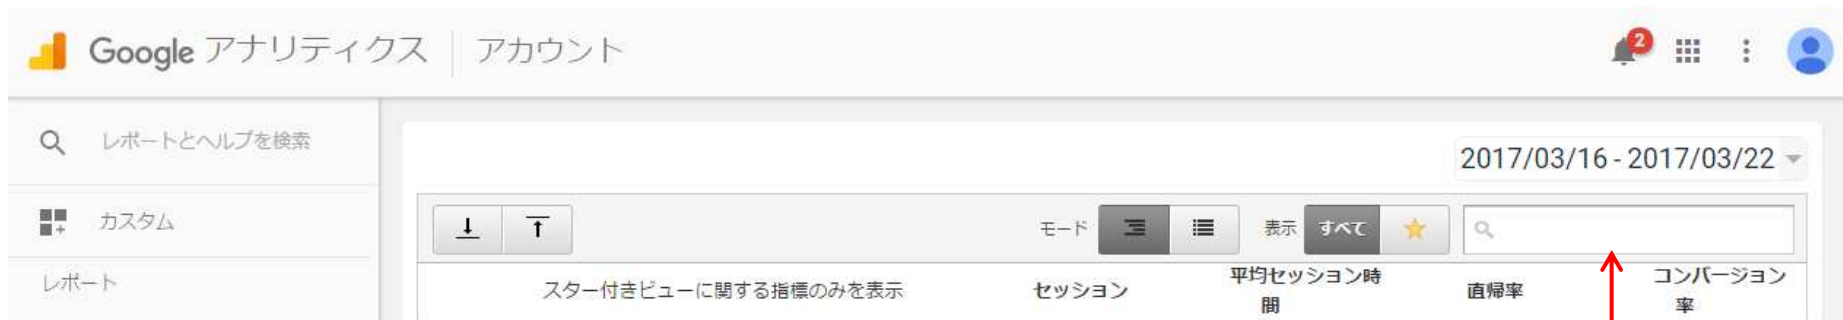 Google アナリティクス アカウント
2
レポートとヘルプを検索
2017/03/16 - 2017/03/22
カスタム
モード 表示 すべて
レポート
スター付きビューに関する指標のみを表示
セッション
平均セッション時
間
直帰率
コンバージョン
率